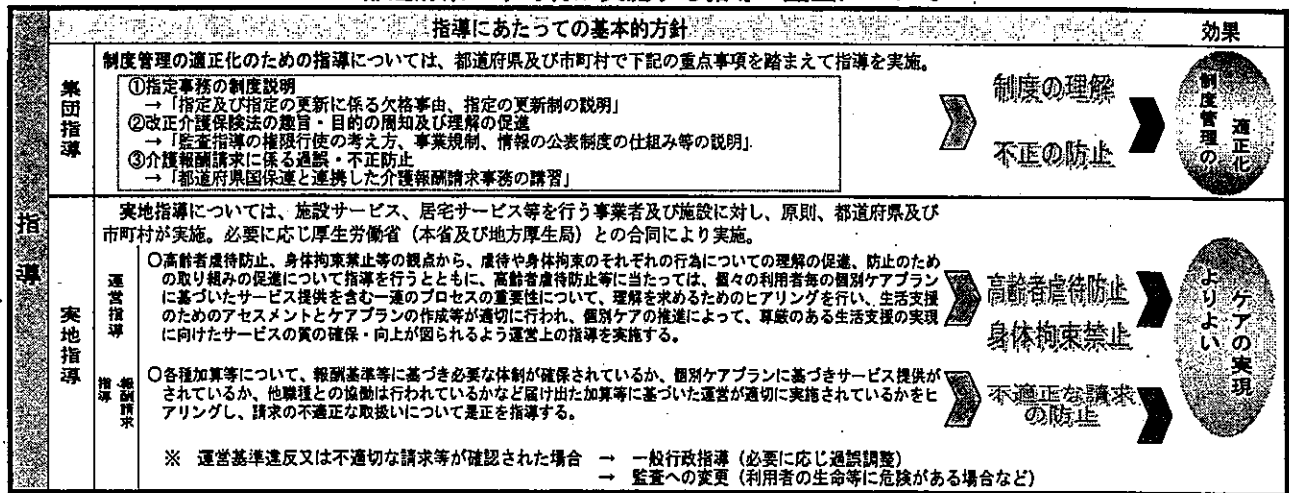 指導にあたっての基本的方針
効果
指導
集団指導
制度管理の適正化のための指導については、都道府県及び市町村で下記の重点事項を踏まえて指導を実施。
①指定事務の制度説明
→「指定及び指定の更新に係る欠格事由、指定の更新制の説明」
②改正介護保険法の趣旨・目的の周知及び理解の促進
→「監査指導の権限行使の考え方、事業規制、情報の公表制度の仕組み等の説明」
③介護報酬請求に係る過誤・不正防止
→「都道府県国保連と連携した介護報酬請求事務の講習」
制度の理解
不正の防止
制度管理の
適正化
実地指導
実地指導については、施設サービス、居宅サービス等を行う事業者及び施設に対し、原則、都道府県及び
市町村が実施。必要に応じ厚生労働省（本省及び地方厚生局）との合同により実施。
運営指導
○高齢者虐待防止、身体拘束禁止等の観点から、虐待や身体拘束のそれぞれの行為についての理解の促進、防止のため
の取り組みの促進について指導を行うとともに、高齢者虐待防止等に当たっては、個々の利用者毎の個別ケアプラン
に基づいたサービス提供を含む一連のプロセスの重要性について、理解を求めるためのヒアリングを行い、生活支援
のためのアセスメントとケアプランの作成等が適切に行われ、個別ケアの推進によって、尊厳のある生活支援の実現
に向けたサービスの質の確保・向上が図られるよう運営上の指導を実施する。
高齢者虐待防止
身体拘束禁止
よりよい
ケアの実現
報酬請求
指導
○各種加算等について、報酬基準等に基づき必要な体制が確保されているか、個別ケアプランに基づきサービス提供が
されているか、他職種との協働は行われているかなど届け出た加算等に基づいた運営が適切に実施されているかをヒ
アリングし、請求の不適正な取扱いについて是正を指導する。
不適正な請求
の防止
※　運営基準違反又は不適切な請求等が確認された場合　→　一般行政指導（必要に応じ過誤調整）
→　監査への変更（利用者の生命等に危険がある場合など）